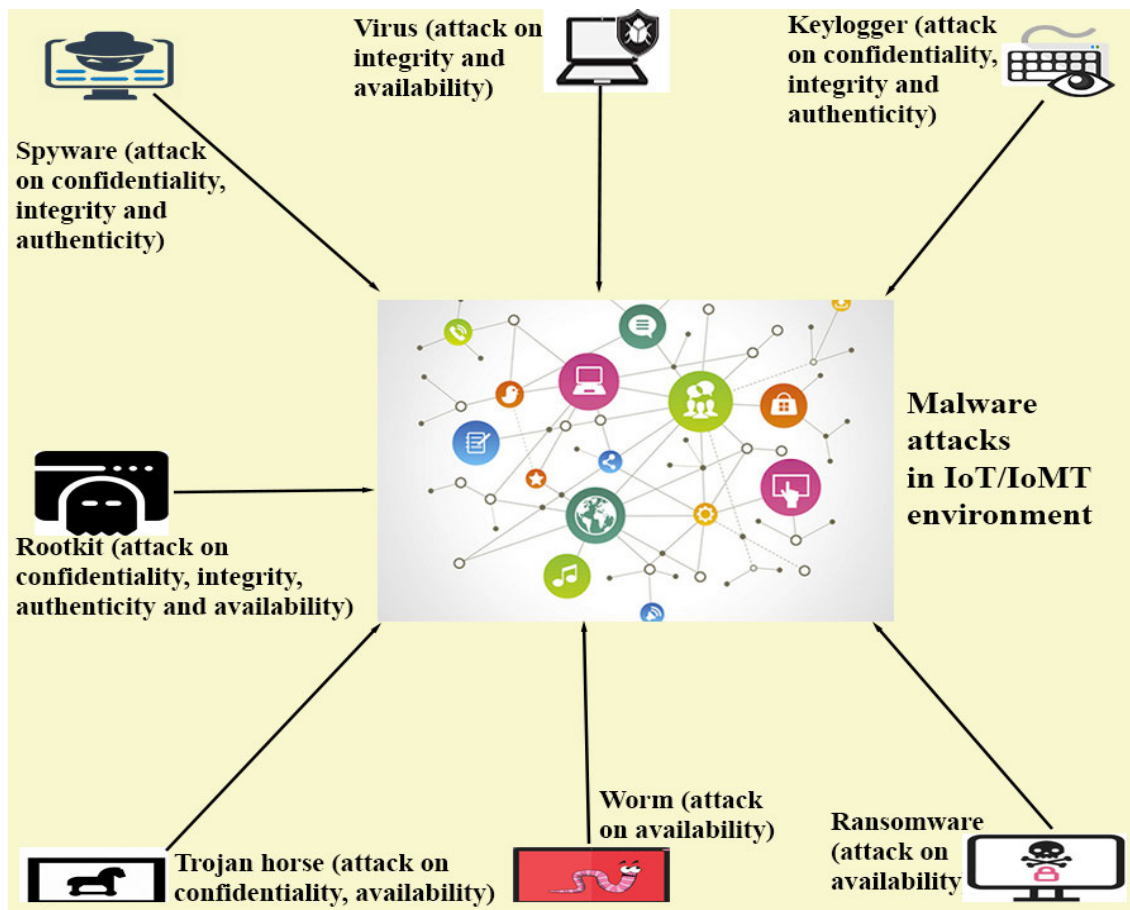 Virus (attack on
integrity and
availability)
Keylogger (attack
on confidentiality,
integrity and
authenticity)
Spyware (attack
on confidentiality,
integrity and
authenticity)
Malware
attacks
in IoT/IoMT
environment
Rootkit (attack on
confidentiality, integrity,
authenticity and availability)
Trojan horse (attack on
confidentiality, availability)
Worm (attack
on availability)
Ransomware
(attack on
availability